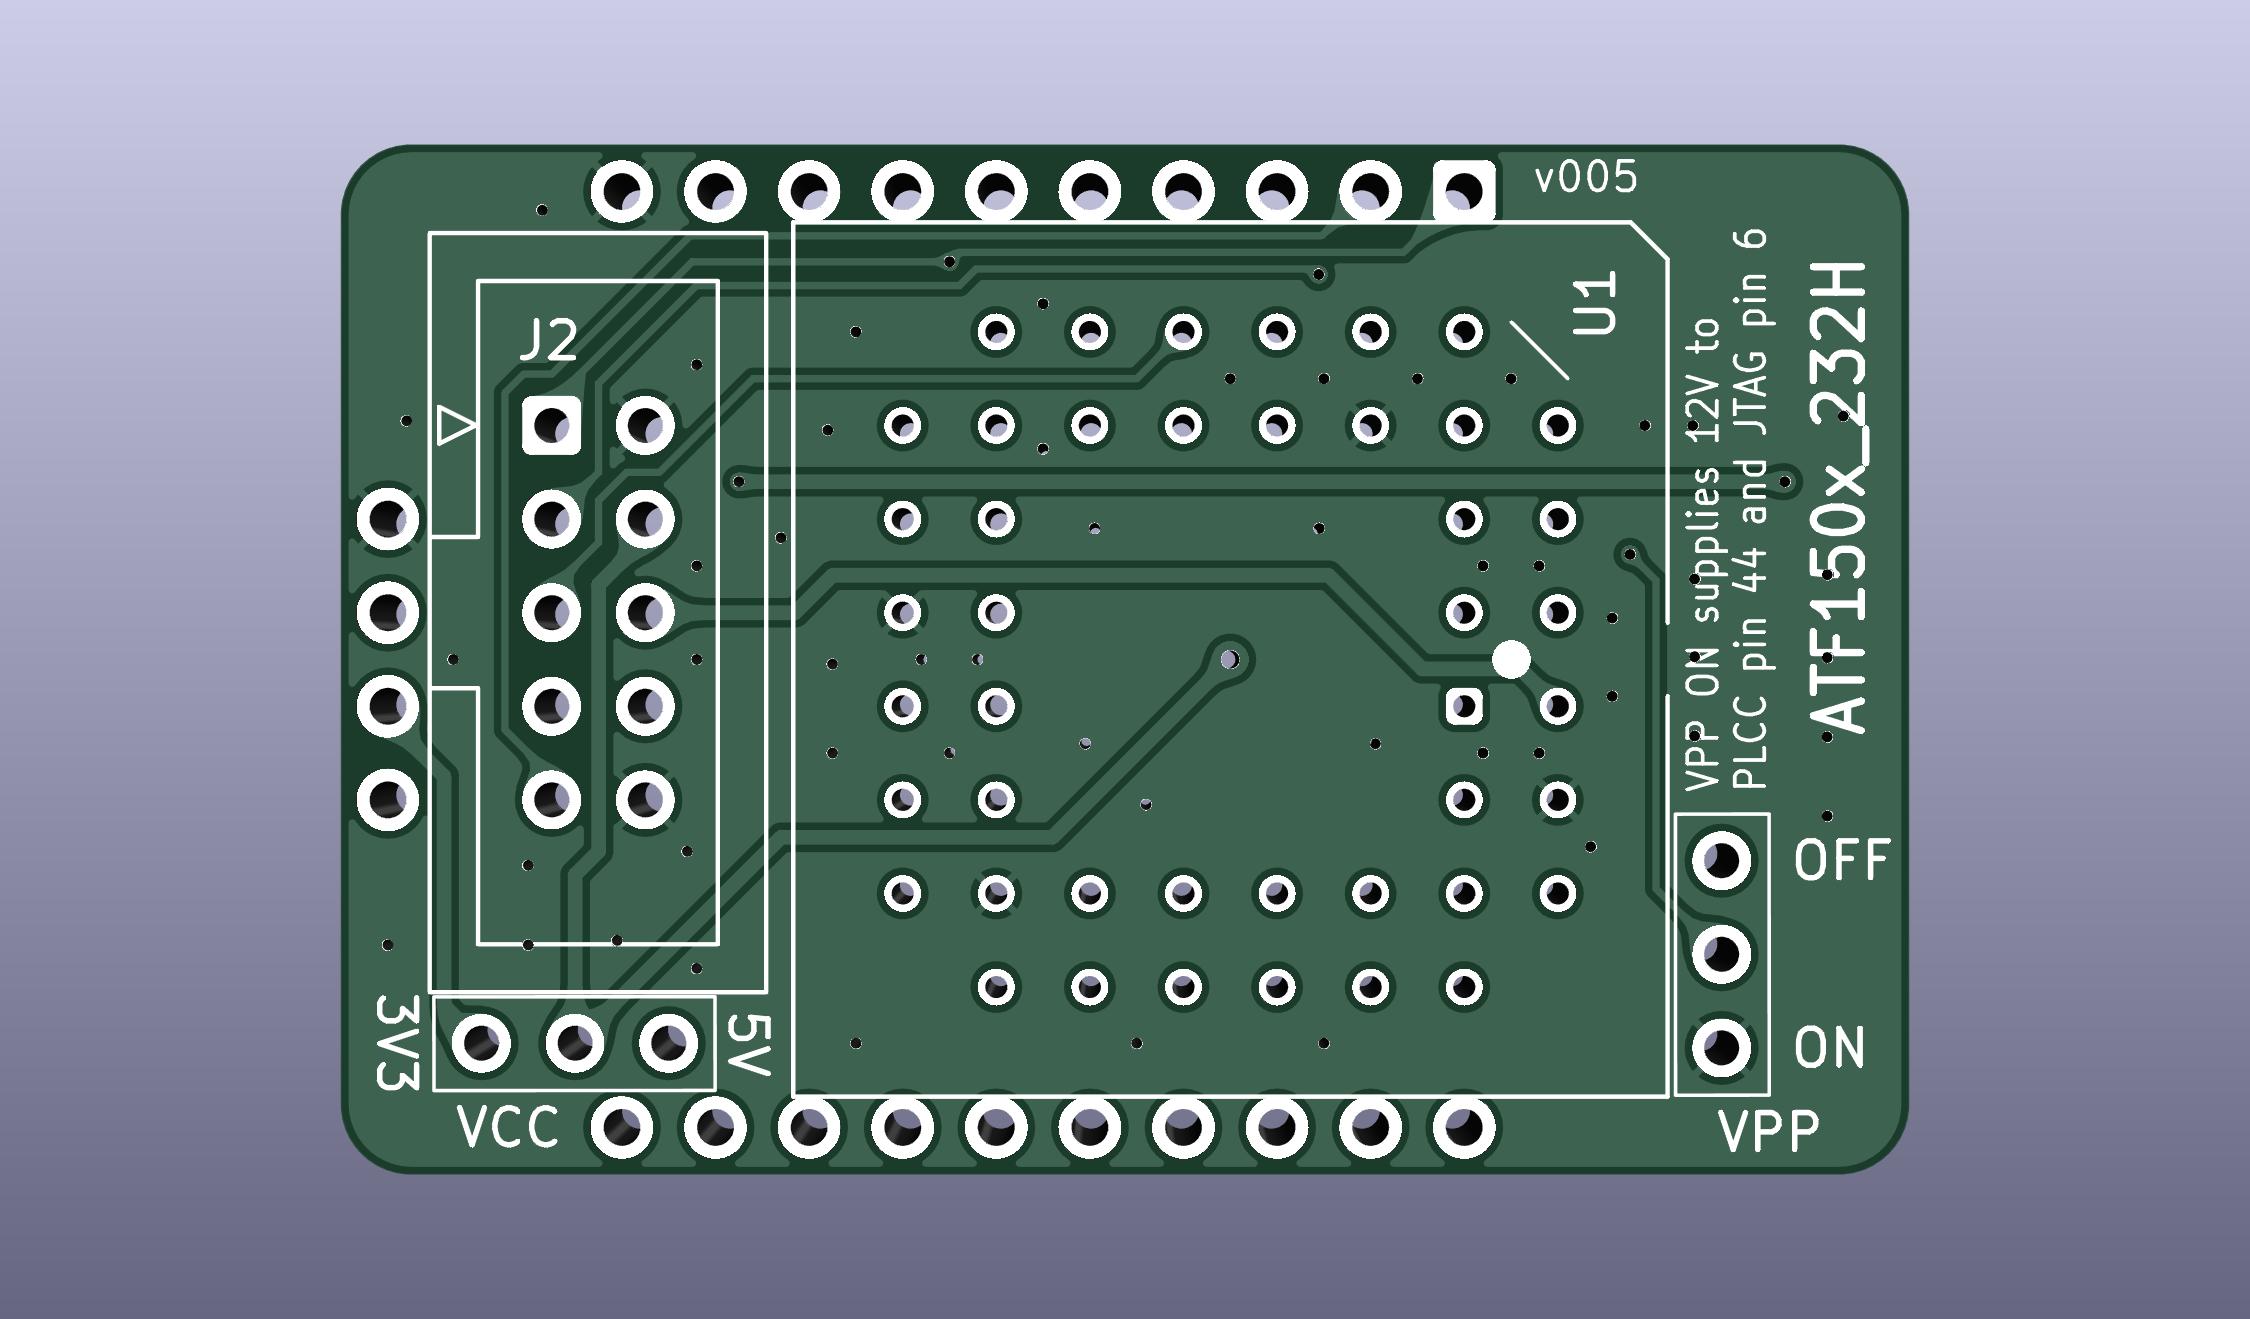 v005
U1
J2
VPP ON supplies 12V to
PLCC pin 44 and JTAG pin 6
ATF150x_232H
OFF
ON
VPP
3V3
5V
VCC